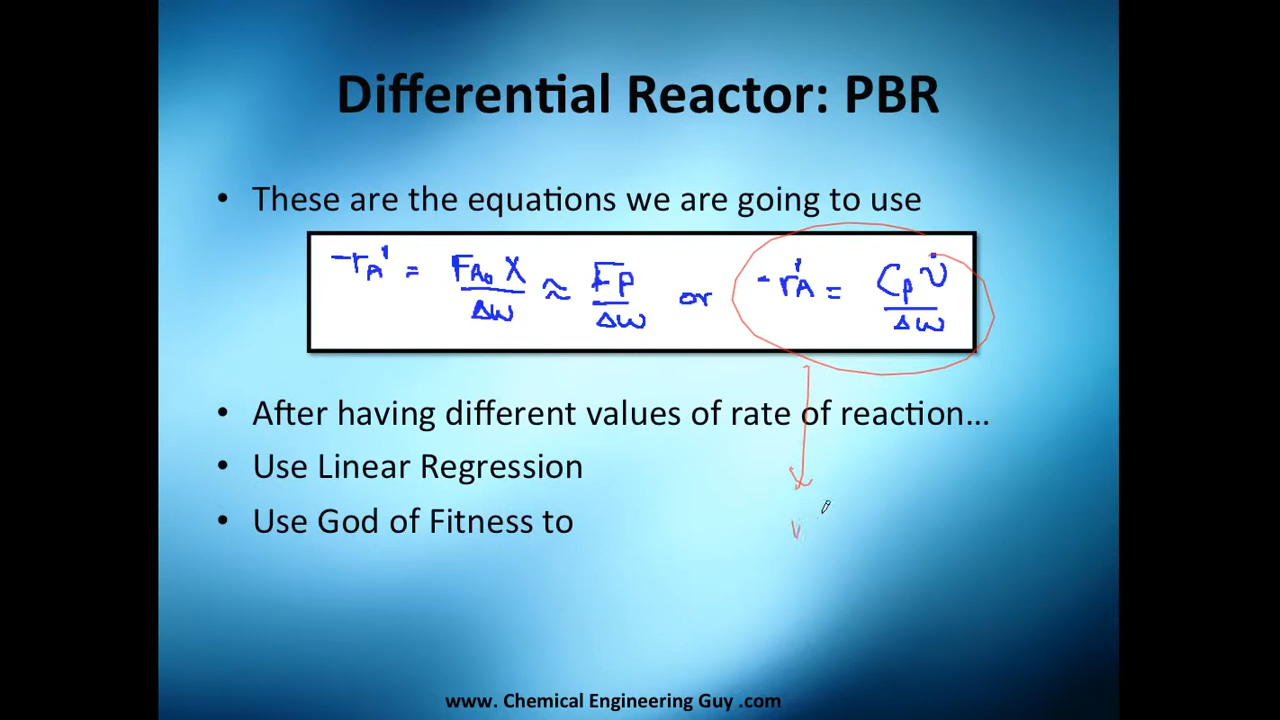 Differential Reactor: PBR
• These are the equations we are going to use
-rA' = FA0 X / ΔW ≈ FP / ΔW or -r'A = CP v̇ / ΔW
• After having different values of rate of reaction...
• Use Linear Regression
• Use God of Fitness to
www. Chemical Engineering Guy .com